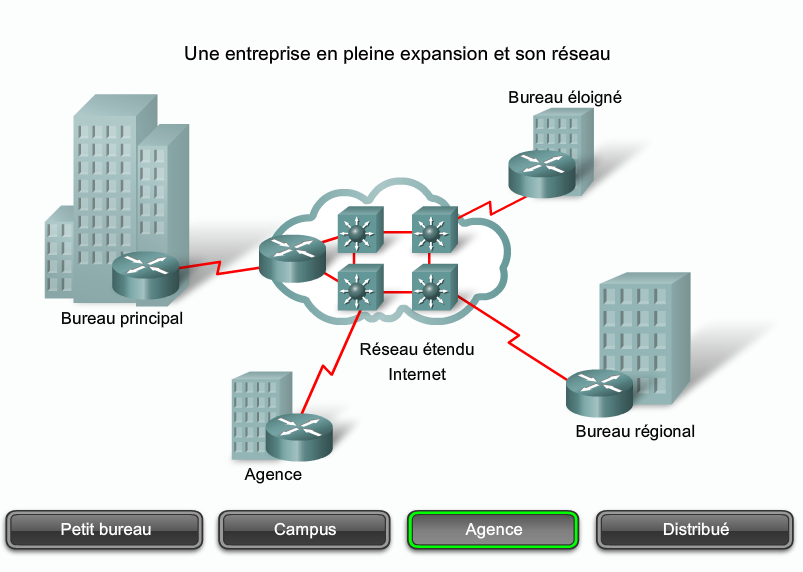 Une entreprise en pleine expansion et son réseau
Bureau éloigné
Bureau principal
Réseau étendu
Internet
Bureau régional
Agence
Petit bureau
Campus
Agence
Distribué